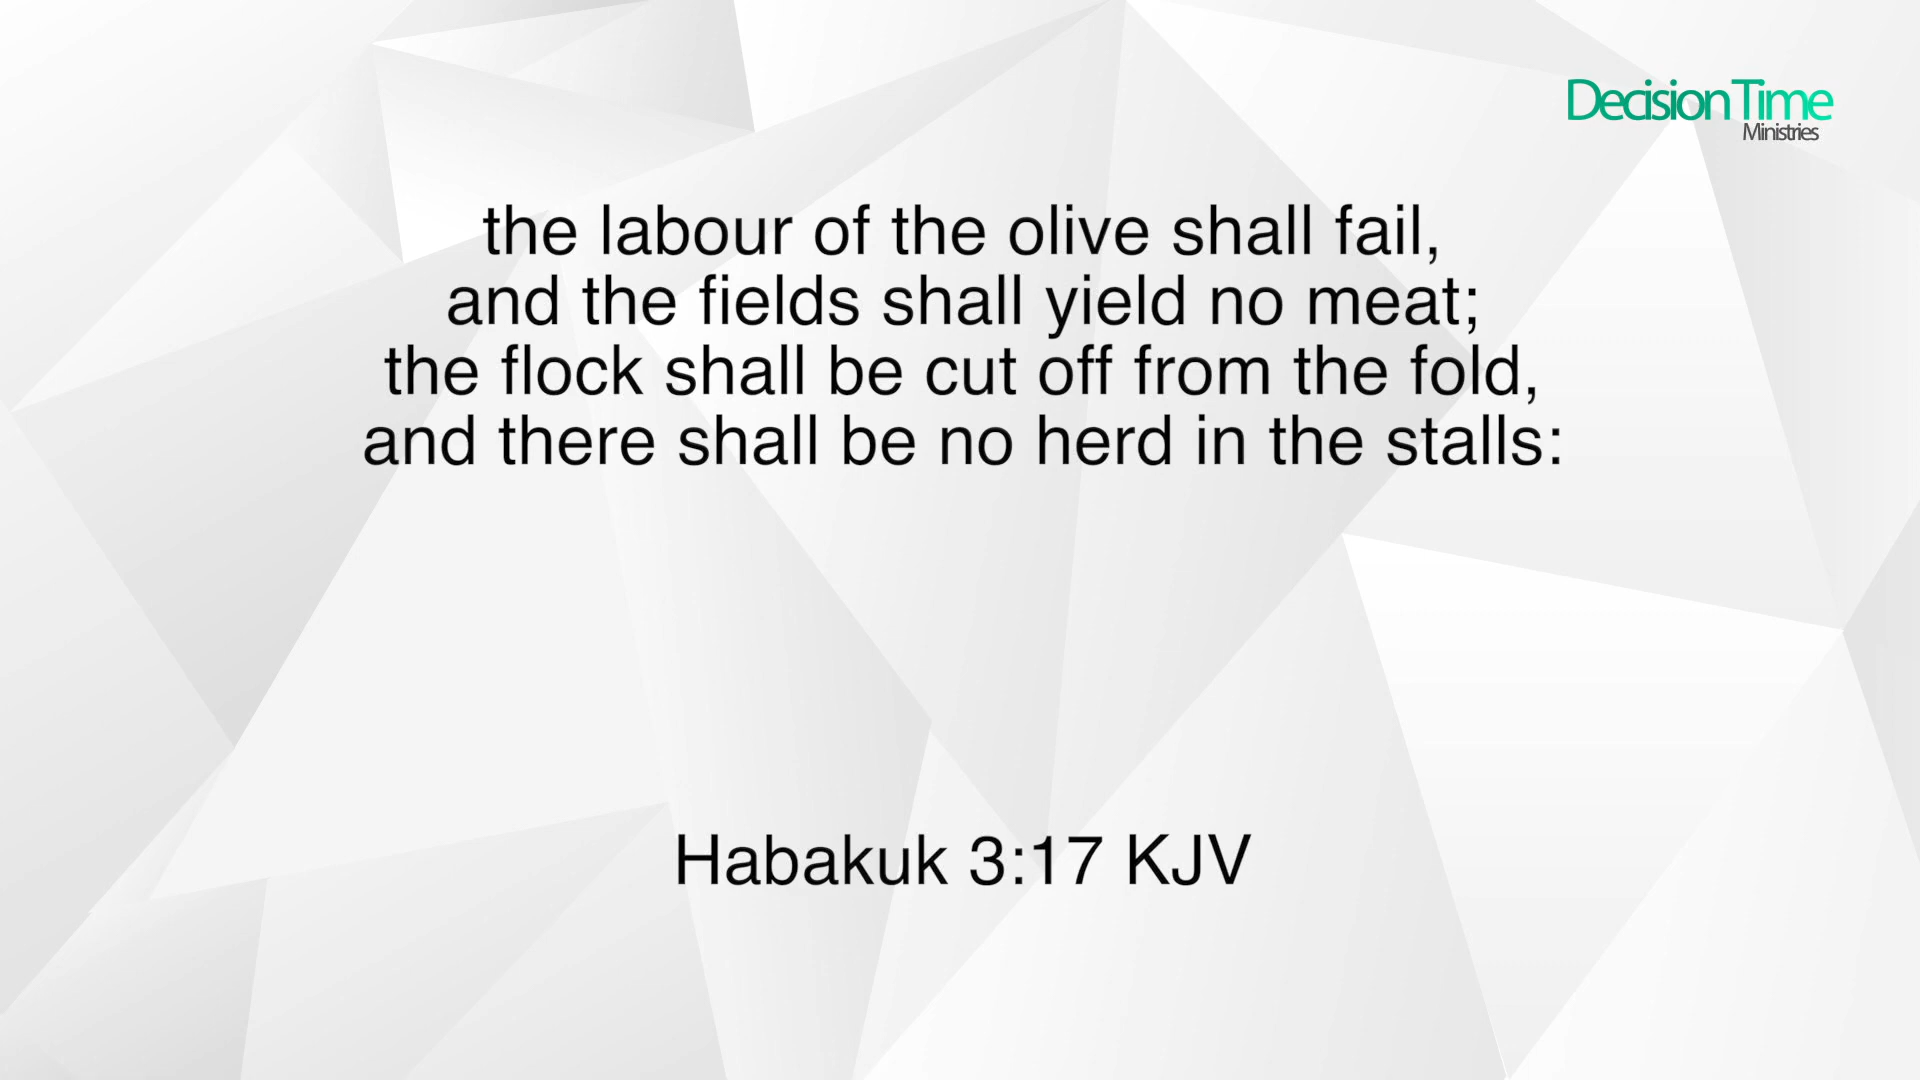 DecisionTime
Ministries
the labour of the olive shall fail,
and the fields shall yield no meat;
the flock shall be cut off from the fold,
and there shall be no herd in the stalls:
Habakuk 3:17 KJV